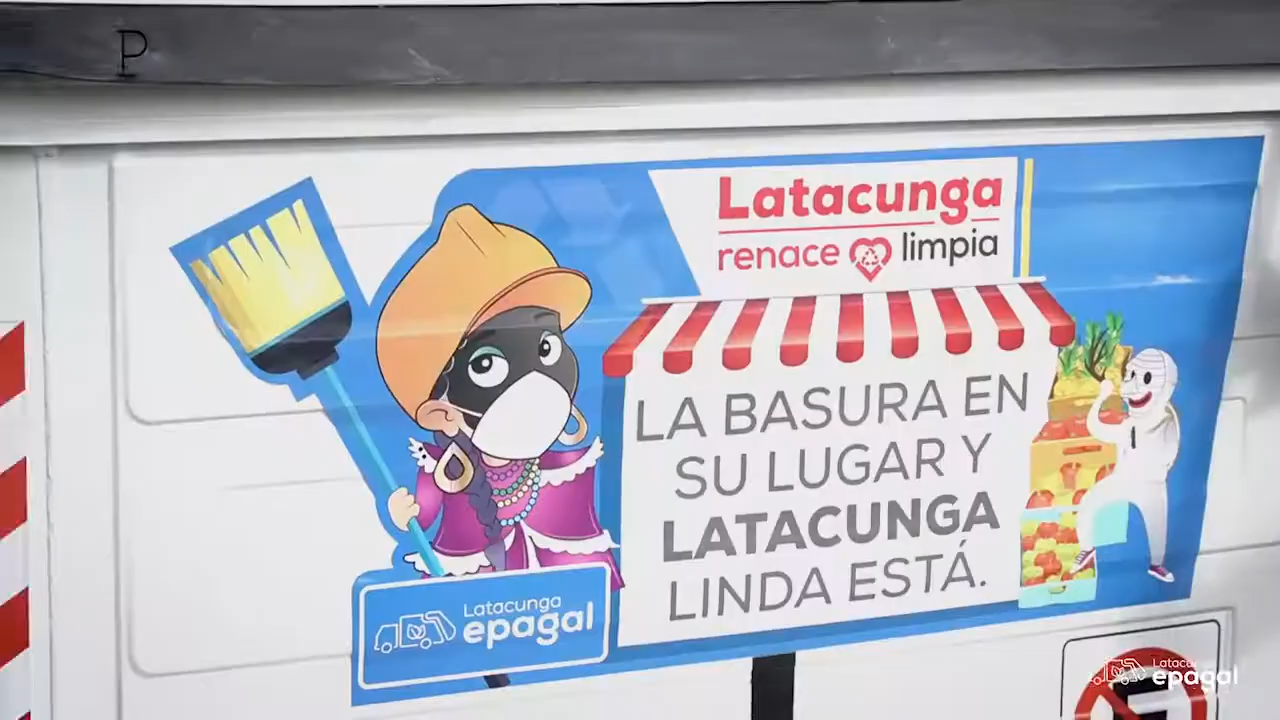 P
Latacunga
renace limpia
LA BASURA EN
SU LUGAR Y
LATACUNGA
LINDA ESTÁ.
Latacunga
epagal
epagal